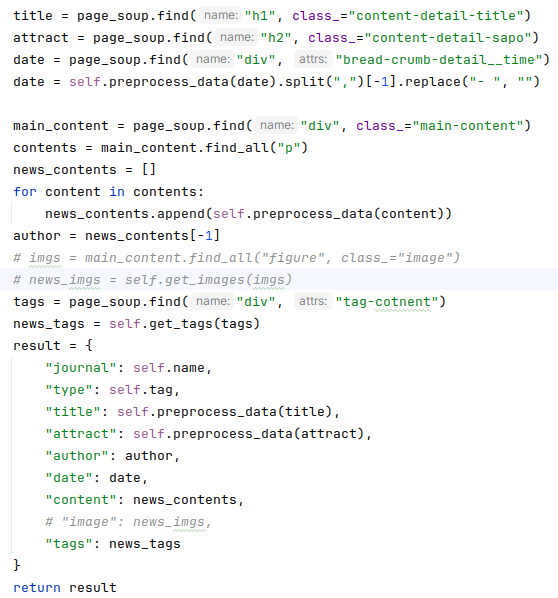 title = page_soup.find( name: "h1", class_="content-detail-title")
attract = page_soup.find( name: "h2", class_="content-detail-sapo")
date = page_soup.find( name: "div", attrs: "bread-crumb-detail__time")
date = self.preprocess_data(date).split(",")[-1].replace("- ", "")
main_content = page_soup.find( name: "div", class_="main-content")
contents = main_content.find_all("p")
news_contents = []
for content in contents:
    news_contents.append(self.preprocess_data(content))
author = news_contents[-1]
# imgs = main_content.find_all("figure", class_="image")
# news_imgs = self.get_images(imgs)
tags = page_soup.find( name: "div", attrs: "tag-cotnent")
news_tags = self.get_tags(tags)
result = {
    "journal": self.name,
    "type": self.tag,
    "title": self.preprocess_data(title),
    "attract": self.preprocess_data(attract),
    "author": author,
    "date": date,
    "content": news_contents,
    # "image": news_imgs,
    "tags": news_tags
}
return result